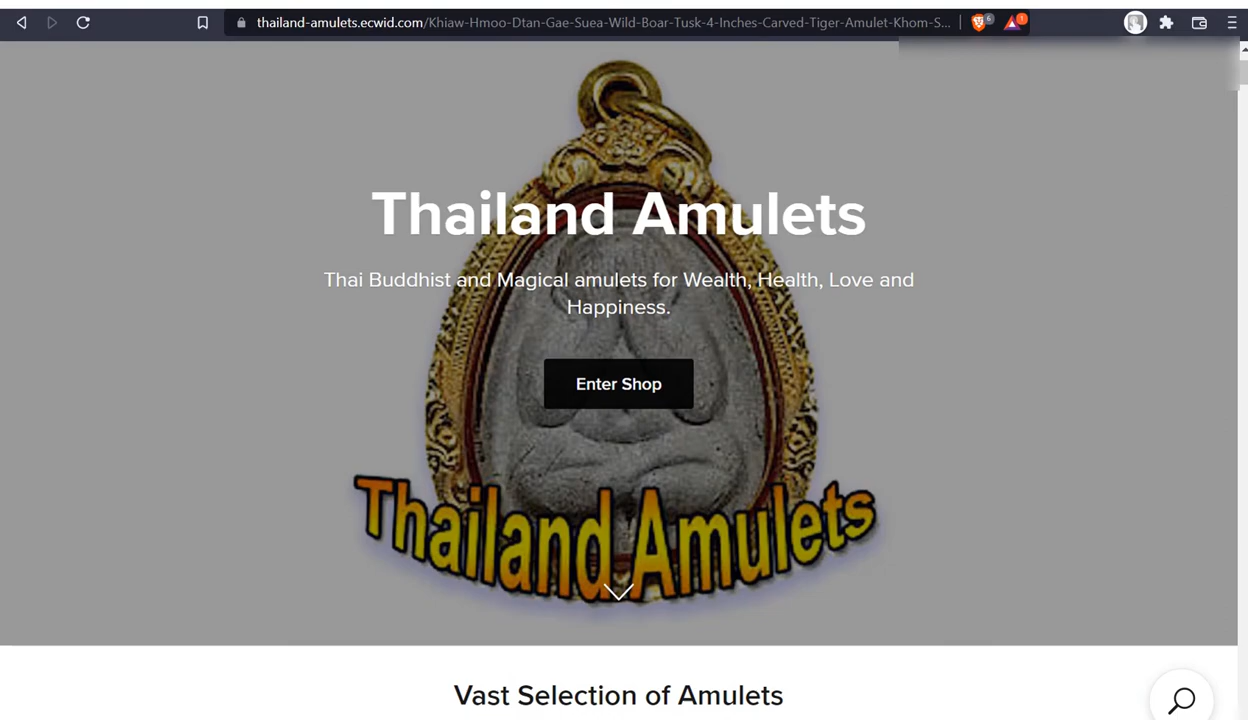 thailand-amulets.ecwid.com/Khiaw-Hmoo-Dtan-Gae-Suea-Wild-Boar-Tusk-4-Inches-Carved-Tiger-Amulet-Khom-S...
6
1
Thailand Amulets
Thai Buddhist and Magical amulets for Wealth, Health, Love and
Happiness.
Enter Shop
Thailand Amulets
Vast Selection of Amulets